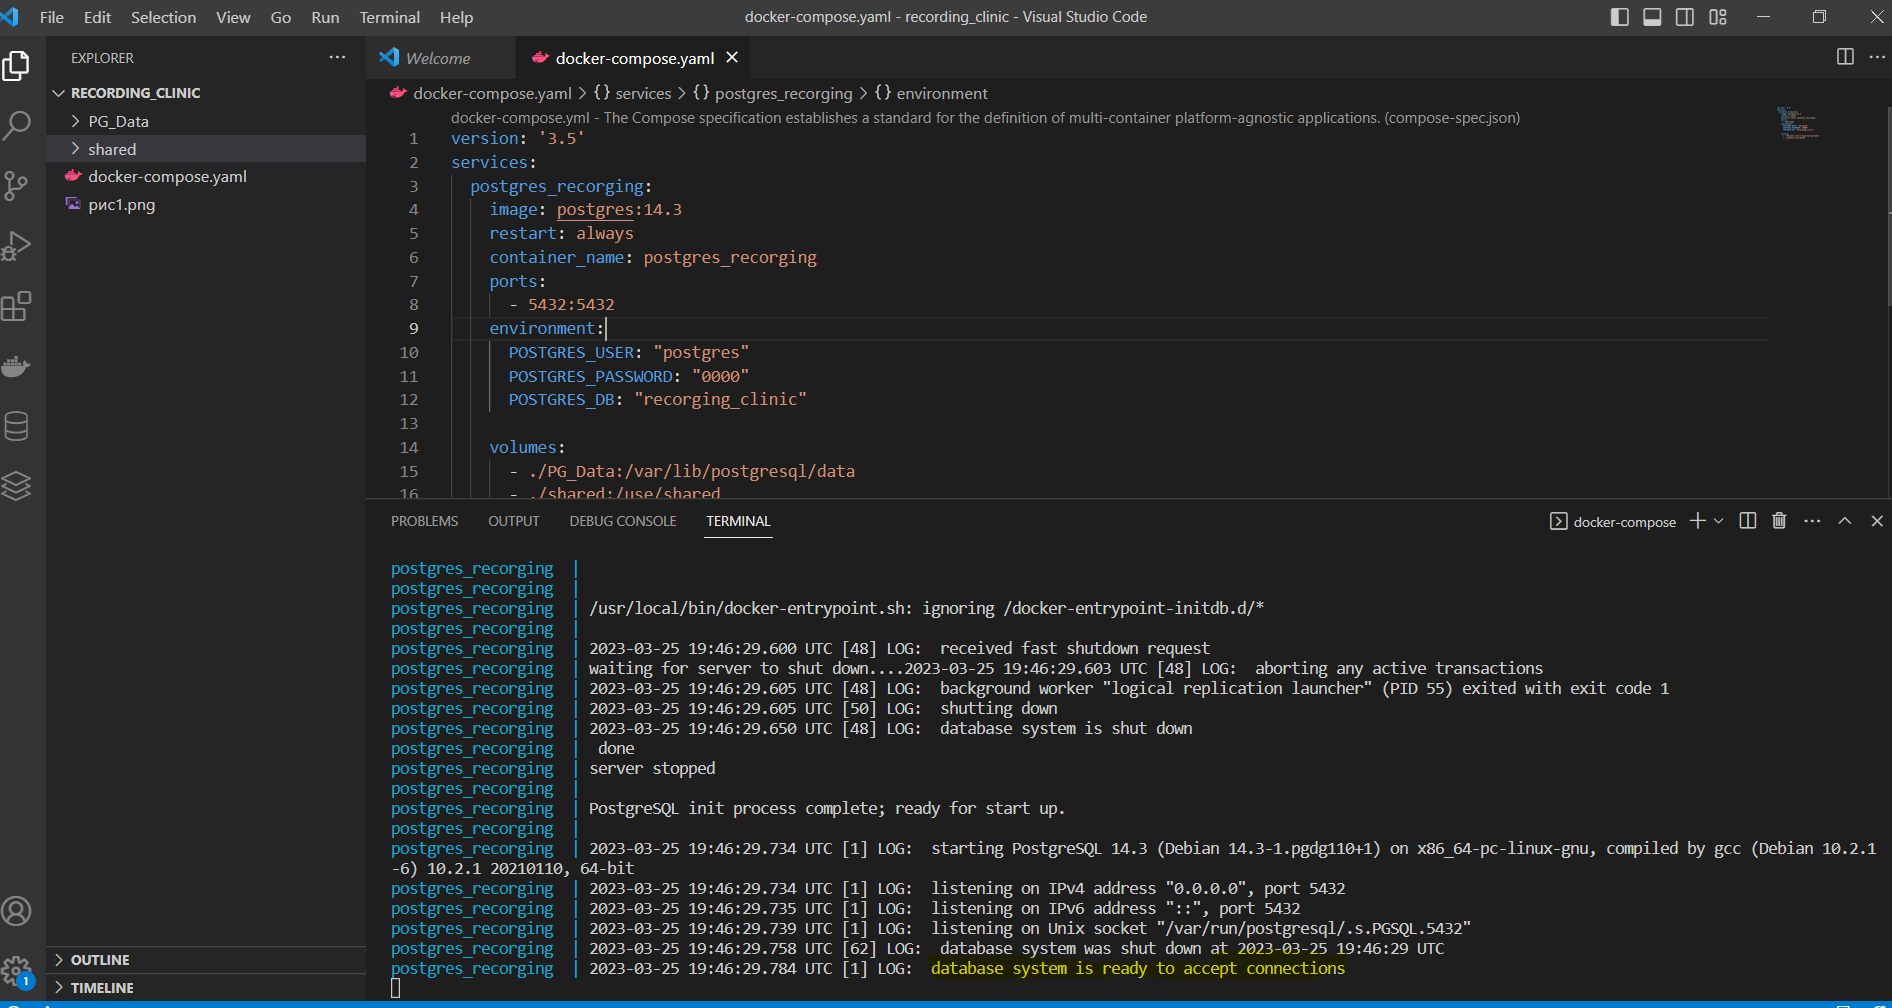 File Edit Selection View Go Run Terminal Help
docker-compose.yaml - recording_clinic - Visual Studio Code
EXPLORER
RECORDING_CLINIC
PG_Data
shared
docker-compose.yaml
рис1.png
OUTLINE
TIMELINE
1
Welcome
docker-compose.yaml
docker-compose.yaml > {} services > {} postgres_recorging > {} environment
docker-compose.yml - The Compose specification establishes a standard for the definition of multi-container platform-agnostic applications. (compose-spec.json)
1 version: '3.5'
2 services:
3 postgres_recorging:
4 image: postgres:14.3
5 restart: always
6 container_name: postgres_recorging
7 ports:
8 - 5432:5432
9 environment:
10 POSTGRES_USER: "postgres"
11 POSTGRES_PASSWORD: "0000"
12 POSTGRES_DB: "recorging_clinic"
13
14 volumes:
15 - ./PG_Data:/var/lib/postgresql/data
16 - ./shared:/use/shared
PROBLEMS OUTPUT DEBUG CONSOLE TERMINAL
docker-compose
postgres_recorging |
postgres_recorging |
postgres_recorging | /usr/local/bin/docker-entrypoint.sh: ignoring /docker-entrypoint-initdb.d/*
postgres_recorging |
postgres_recorging | 2023-03-25 19:46:29.600 UTC [48] LOG:  received fast shutdown request
postgres_recorging | waiting for server to shut down....2023-03-25 19:46:29.603 UTC [48] LOG:  aborting any active transactions
postgres_recorging | 2023-03-25 19:46:29.605 UTC [48] LOG:  background worker "logical replication launcher" (PID 55) exited with exit code 1
postgres_recorging | 2023-03-25 19:46:29.605 UTC [50] LOG:  shutting down
postgres_recorging | 2023-03-25 19:46:29.650 UTC [48] LOG:  database system is shut down
postgres_recorging |  done
postgres_recorging | server stopped
postgres_recorging |
postgres_recorging | PostgreSQL init process complete; ready for start up.
postgres_recorging |
postgres_recorging | 2023-03-25 19:46:29.734 UTC [1] LOG:  starting PostgreSQL 14.3 (Debian 14.3-1.pgdg110+1) on x86_64-pc-linux-gnu, compiled by gcc (Debian 10.2.1
-6) 10.2.1 20210110, 64-bit
postgres_recorging | 2023-03-25 19:46:29.734 UTC [1] LOG:  listening on IPv4 address "0.0.0.0", port 5432
postgres_recorging | 2023-03-25 19:46:29.735 UTC [1] LOG:  listening on IPv6 address "::", port 5432
postgres_recorging | 2023-03-25 19:46:29.739 UTC [1] LOG:  listening on Unix socket "/var/run/postgresql/.s.PGSQL.5432"
postgres_recorging | 2023-03-25 19:46:29.758 UTC [62] LOG:  database system was shut down at 2023-03-25 19:46:29 UTC
postgres_recorging | 2023-03-25 19:46:29.784 UTC [1] LOG:  database system is ready to accept connections